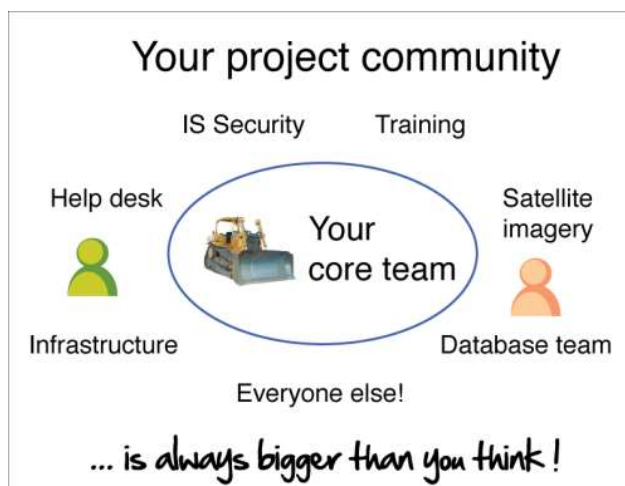 Your project community
IS Security Training
Help desk
Satellite
imagery
Your
core team
Infrastructure
Database team
Everyone else!
... is always bigger than you think!